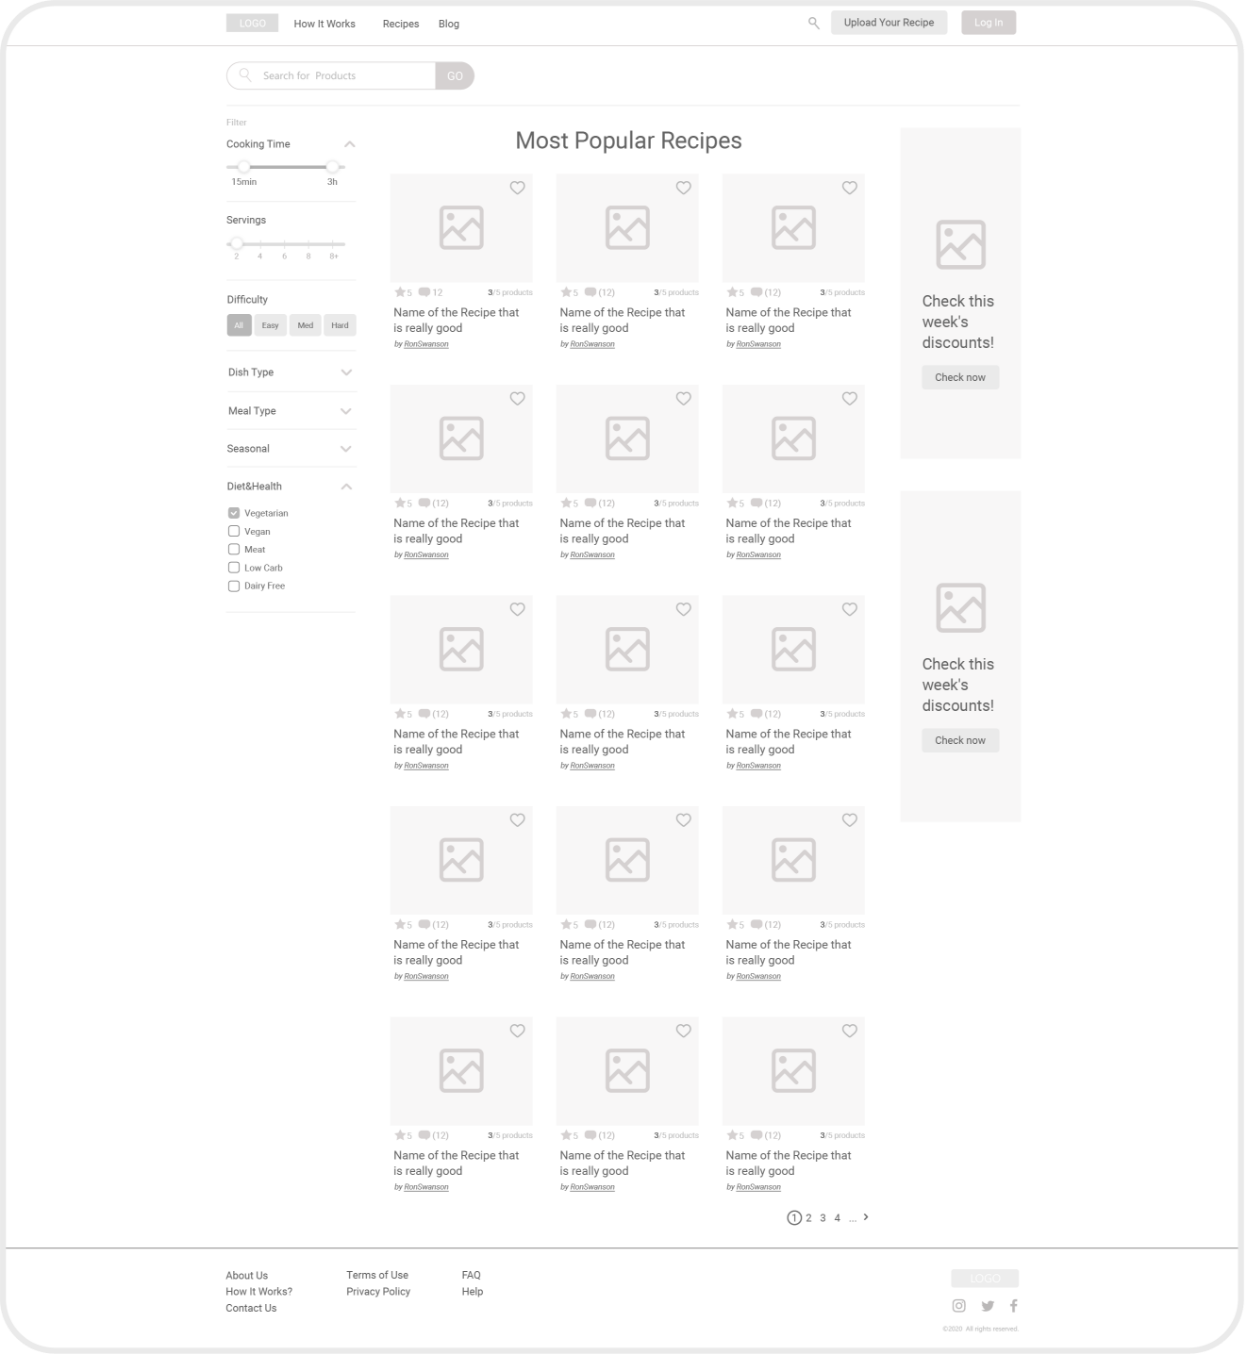 LOGO How It Works Recipes Blog Upload Your Recipe Log In
Search for Products GO
Filter
Cooking Time
15min 3h
Servings
2 4 6 8 8+
Difficulty
All Easy Med Hard
Dish Type
Meal Type
Seasonal
Diet&Health
Vegetarian
Vegan
Meat
Low Carb
Dairy Free
Most Popular Recipes
5 12 3/5 products 5 (12) 3/5 products 5 (12) 3/5 products
Name of the Recipe that Name of the Recipe that Name of the Recipe that
is really good is really good is really good
by RonSwanson by RonSwanson by RonSwanson
5 (12) 3/5 products 5 (12) 3/5 products 5 (12) 3/5 products
Name of the Recipe that Name of the Recipe that Name of the Recipe that
is really good is really good is really good
by RonSwanson by RonSwanson by RonSwanson
5 (12) 3/5 products 5 (12) 3/5 products 5 (12) 3/5 products
Name of the Recipe that Name of the Recipe that Name of the Recipe that
is really good is really good is really good
by RonSwanson by RonSwanson by RonSwanson
5 (12) 3/5 products 5 (12) 3/5 products 5 (12) 3/5 products
Name of the Recipe that Name of the Recipe that Name of the Recipe that
is really good is really good is really good
by RonSwanson by RonSwanson by RonSwanson
5 (12) 3/5 products 5 (12) 3/5 products 5 (12) 3/5 products
Name of the Recipe that Name of the Recipe that Name of the Recipe that
is really good is really good is really good
by RonSwanson by RonSwanson by RonSwanson
1 2 3 4 ... >
Check this
week's
discounts!
Check now
Check this
week's
discounts!
Check now
About Us Terms of Use FAQ LOGO
How It Works? Privacy Policy Help
Contact Us
©2020 All rights reserved.